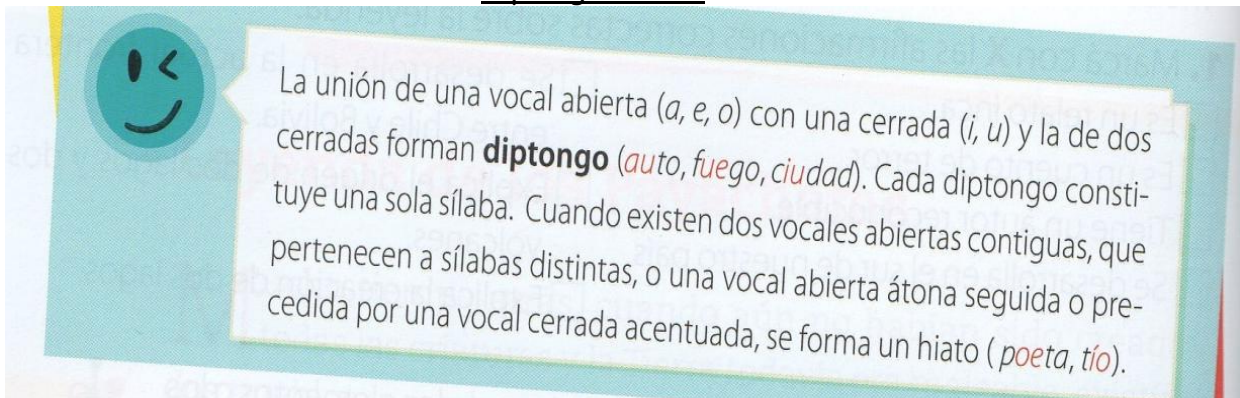 La unión de una vocal abierta (a, e, o) con una cerrada (i, u) y la de dos
cerradas forman diptongo (auto, fuego, ciudad). Cada diptongo consti-
tuye una sola sílaba. Cuando existen dos vocales abiertas contiguas, que
pertenecen a sílabas distintas, o una vocal abierta átona seguida o pre-
cedida por una vocal cerrada acentuada, se forma un hiato ( poeta, tío).